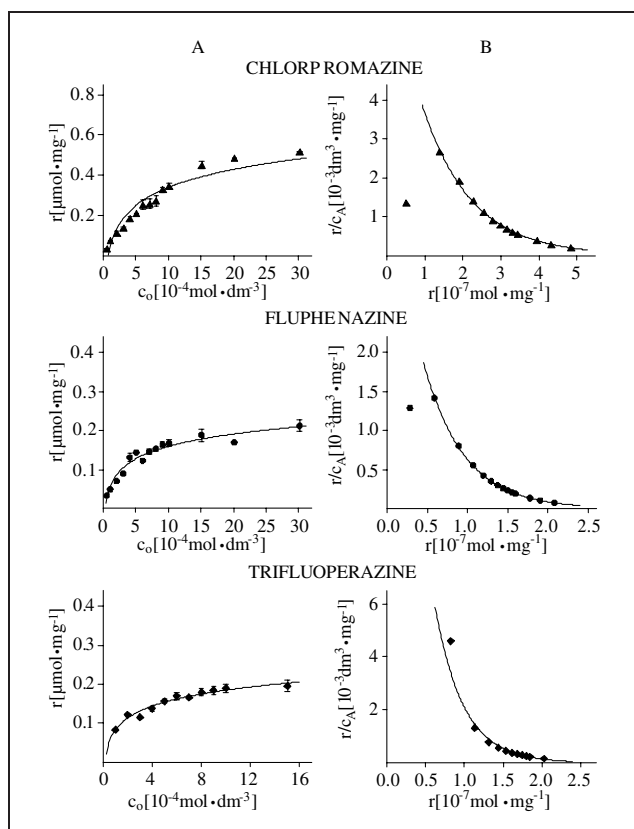 A
B
CHLORPROMAZINE
r[μmol•mg⁻¹]
0.8
0.6
0.4
0.2
0 5 10 15 20 25 30
cₒ[10⁻⁴mol•dm⁻³]
r/c_A[10⁻³dm³•mg⁻¹]
4
3
2
1
0 1 2 3 4 5
r[10⁻⁷mol•mg⁻¹]
FLUPHENAZINE
r[μmol•mg⁻¹]
0.4
0.3
0.2
0.1
0 5 10 15 20 25 30
cₒ[10⁻⁴mol•dm⁻³]
r/c_A[10⁻³dm³•mg⁻¹]
2.0
1.5
1.0
0.5
0.0 0.5 1.0 1.5 2.0 2.5
r[10⁻⁷mol•mg⁻¹]
TRIFLUOPERAZINE
r[μmol•mg⁻¹]
0.4
0.3
0.2
0.1
0 4 8 12 16
cₒ[10⁻⁴mol•dm⁻³]
r/c_A[10⁻³dm³•mg⁻¹]
6
4
2
0.0 0.5 1.0 1.5 2.0 2.5
r[10⁻⁷mol•mg⁻¹]